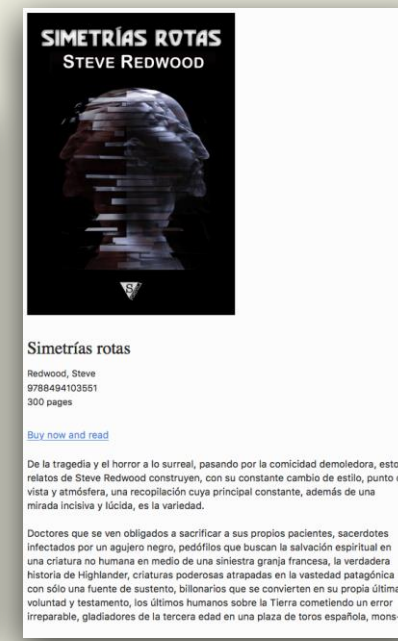 SIMETRÍAS ROTAS
STEVE REDWOOD
S
Simetrías rotas
Redwood, Steve
9788494103551
300 pages
Buy now and read
De la tragedia y el horror a lo surreal, pasando por la comicidad demoledora, esto
relatos de Steve Redwood construyen, con su constante cambio de estilo, punto d
vista y atmósfera, una recopilación cuya principal constante, además de una
mirada incisiva y lúcida, es la variedad.
Doctores que se ven obligados a sacrificar a sus propios pacientes, sacerdotes
infectados por un agujero negro, pedófilos que buscan la salvación espiritual en
una criatura no humana en medio de una siniestra granja francesa, la verdadera
historia de Highlander, criaturas poderosas atrapadas en la vastedad patagónica
con sólo una fuente de sustento, billonarios que se convierten en su propia última
voluntad y testamento, los últimos humanos sobre la Tierra cometiendo un error
irreparable, gladiadores de la tercera edad en una plaza de toros española, mons-